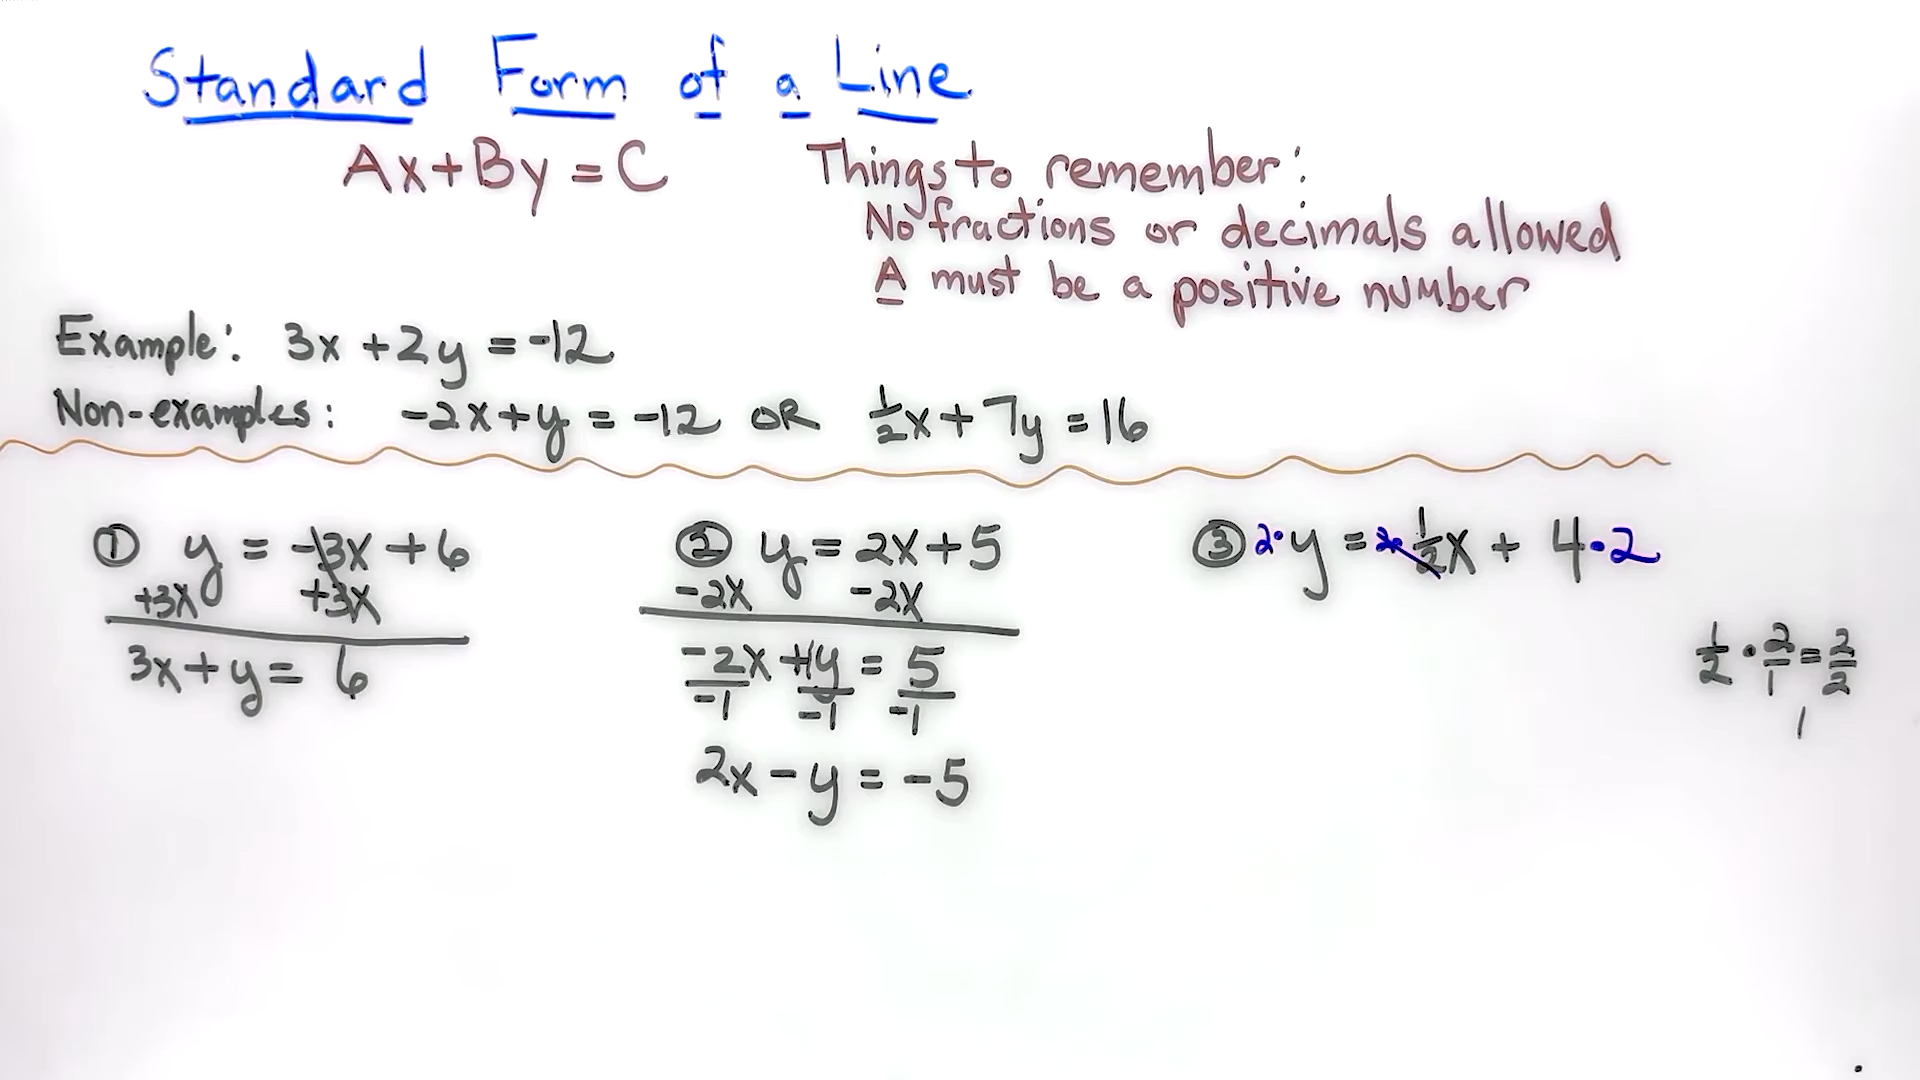 Standard Form of a Line
Ax+By=C
Things to remember:
No fractions or decimals allowed
A must be a positive number
Example: 3x+2y=-12
Non-examples: -2x+y=-12 OR 1/2x+7y=16
① y=-3x+6
+3x +3x
3x+y=6
② y=2x+5
-2x -2x
-2x+1y=5
-1 -1 -1
2x-y=-5
③ 2·y=2·1/2x+4·2
1/2·2/1=2/2
1